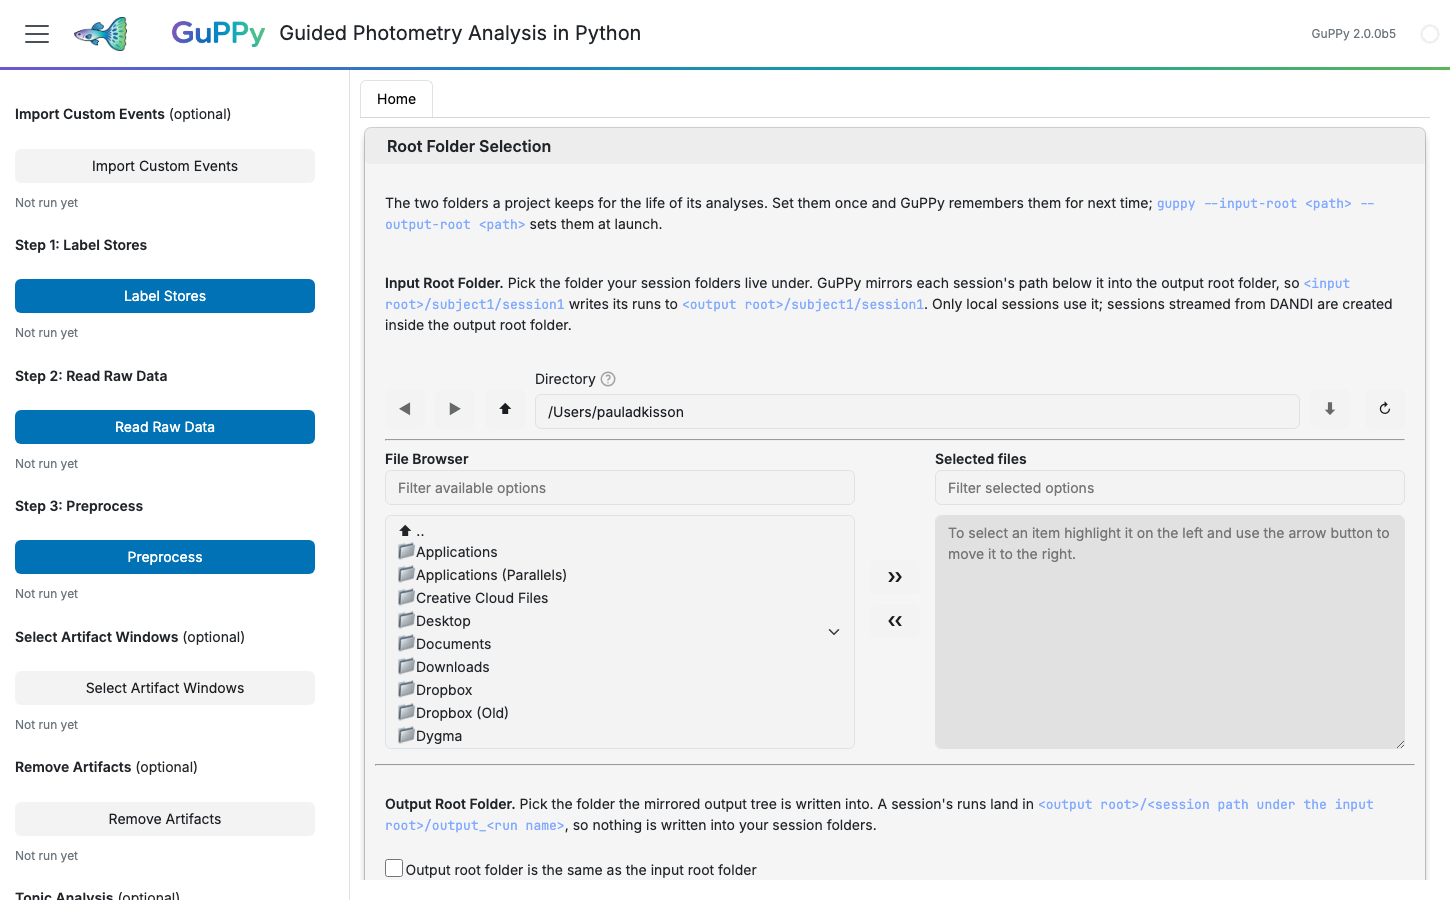 GuPPy Guided Photometry Analysis in Python
GuPPy 2.0.0b5
Import Custom Events (optional)
Import Custom Events
Not run yet
Step 1: Label Stores
Label Stores
Not run yet
Step 2: Read Raw Data
Read Raw Data
Not run yet
Step 3: Preprocess
Preprocess
Not run yet
Select Artifact Windows (optional)
Select Artifact Windows
Not run yet
Remove Artifacts (optional)
Remove Artifacts
Not run yet
Tonic Analysis (optional)
Home
Root Folder Selection
The two folders a project keeps for the life of its analyses. Set them once and GuPPy remembers them for next time; guppy --input-root <path> --
output-root <path> sets them at launch.
Input Root Folder. Pick the folder your session folders live under. GuPPy mirrors each session's path below it into the output root folder, so <input
root>/subject1/session1 writes its runs to <output root>/subject1/session1. Only local sessions use it; sessions streamed from DANDI are created
inside the output root folder.
Directory
/Users/pauladkisson
File Browser
Filter available options
..
Applications
Applications (Parallels)
Creative Cloud Files
Desktop
Documents
Downloads
Dropbox
Dropbox (Old)
Dygma
Selected files
Filter selected options
To select an item highlight it on the left and use the arrow button to
move it to the right.
Output Root Folder. Pick the folder the mirrored output tree is written into. A session's runs land in <output root>/<session path under the input
root>/output_<run name>, so nothing is written into your session folders.
Output root folder is the same as the input root folder